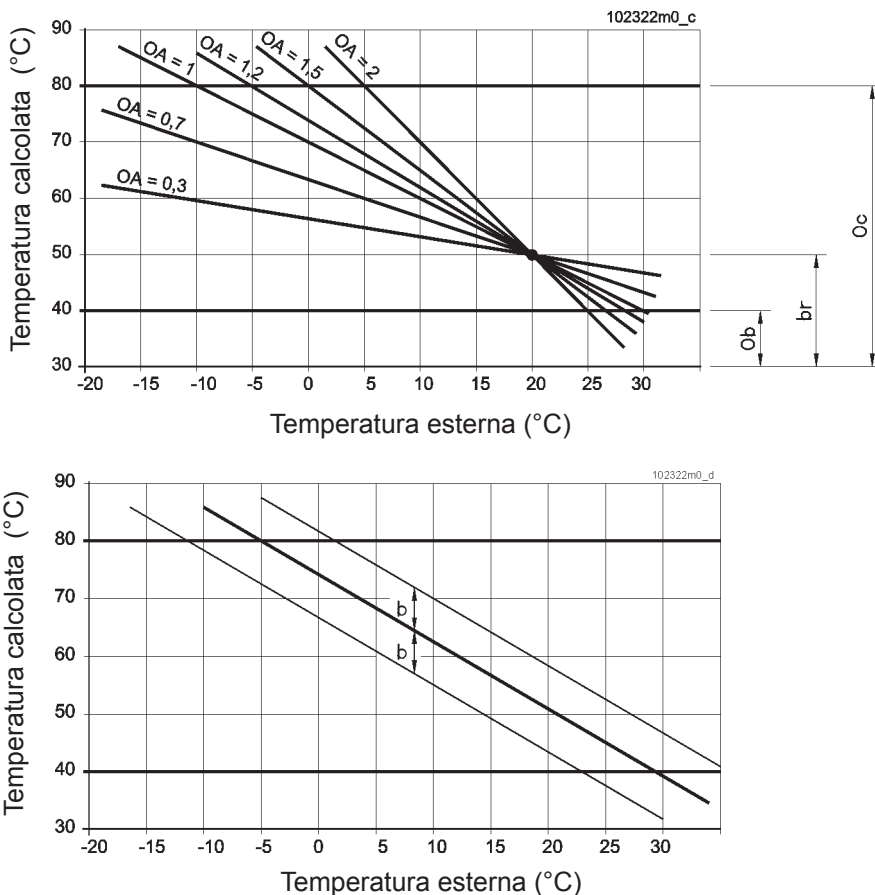 102322m0_c
Temperatura calcolata (°C)
90
80
70
60
50
40
30
OA = 0,3
OA = 0,7
OA = 1
OA = 1,2
OA = 1,5
OA = 2
-20 -15 -10 -5 0 5 10 15 20 25 30
Temperatura esterna (°C)
Ob
br
Oc
102322m0_d
Temperatura calcolata (°C)
90
80
70
60
50
40
30
b
b
-20 -15 -10 -5 0 5 10 15 20 25 30
Temperatura esterna (°C)